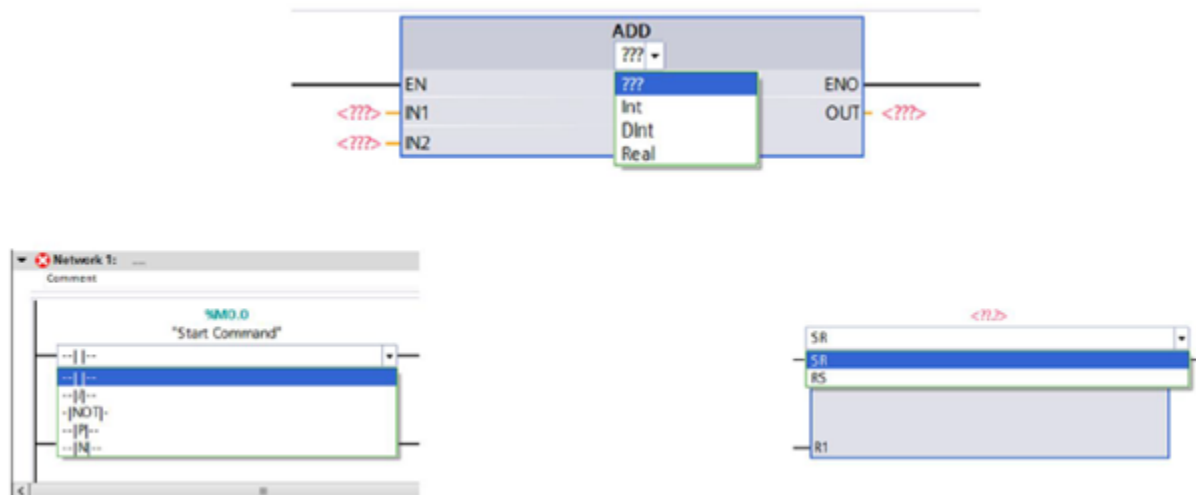 ADD
???
EN ??? ENO
<???> IN1 Int OUT <???>
DInt
<???> IN2 Real
Network 1: ....
Comment
%M0.0
"Start Command"
--| |--
--| |--
--|/|--
-|NOT|-
--|P|--
--|N|--
<??.?>
SR
SR
RS
R1